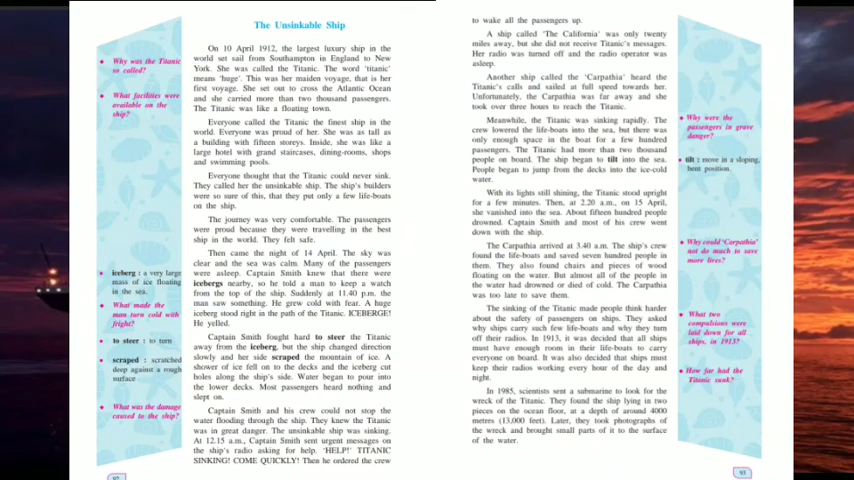 The Unsinkable Ship
Why was the Titanic
so called?
What facilities were
available on the
ship?
iceberg : a very large
mass of ice floating
in the sea.
What made the
man turn cold with
fright?
to steer : to turn
scraped : scratched
deep against a rough
surface
What was the damage
caused to the ship?
On 10 April 1912, the largest luxury ship in the
world set sail from Southampton in England to New
York. She was called the Titanic. The word 'titanic'
means 'huge'. This was her maiden voyage, that is her
first voyage. She set out to cross the Atlantic Ocean
and she carried more than two thousand passengers.
The Titanic was like a floating town.
Everyone called the Titanic the finest ship in the
world. Everyone was proud of her. She was as tall as
a building with fifteen storeys. Inside, she was like a
large hotel with grand staircases, dining-rooms, shops
and swimming pools.
Everyone thought that the Titanic could never sink.
They called her the unsinkable ship. The ship's builders
were so sure of this, that they put only a few life-boats
on the ship.
The journey was very comfortable. The passengers
were proud because they were travelling in the best
ship in the world. They felt safe.
Then came the night of 14 April. The sky was
clear and the sea was calm. Many of the passengers
were asleep. Captain Smith knew that there were
icebergs nearby, so he told a man to keep a watch
from the top of the ship. Suddenly at 11.40 p.m. the
man saw something. He grew cold with fear. A huge
iceberg stood right in the path of the Titanic. ICEBERGE!
He yelled.
Captain Smith fought hard to steer the Titanic
away from the iceberg, but the ship changed direction
slowly and her side scraped the mountain of ice. A
shower of ice fell on to the decks and the iceberg cut
holes along the ship's side. Water began to pour into
the lower decks. Most passengers heard nothing and
slept on.
Captain Smith and his crew could not stop the
water flooding through the ship. They knew the Titanic
was in great danger. The unsinkable ship was sinking.
At 12.15 a.m., Captain Smith sent urgent messages on
the ship's radio asking for help. 'HELP!' TITANIC
SINKING! COME QUICKLY! Then he ordered the crew
92
to wake all the passengers up.
A ship called 'The California' was only twenty
miles away, but she did not receive Titanic's messages.
Her radio was turned off and the radio operator was
asleep.
Another ship called the 'Carpathia' heard the
Titanic's calls and sailed at full speed towards her.
Unfortunately, the Carpathia was far away and she
took over three hours to reach the Titanic.
Meanwhile, the Titanic was sinking rapidly. The
crew lowered the life-boats into the sea, but there was
only enough space in the boat for a few hundred
passengers. The Titanic had more than two thousand
people on board. The ship began to tilt into the sea.
People began to jump from the decks into the ice-cold
water.
With its lights still shining, the Titanic stood upright
for a few minutes. Then, at 2.20 a.m., on 15 April,
she vanished into the sea. About fifteen hundred people
drowned. Captain Smith and most of his crew went
down with the ship.
The Carpathia arrived at 3.40 a.m. The ship's crew
found the life-boats and saved seven hundred people in
them. They also found chairs and pieces of wood
floating on the water. But almost all of the people in
the water had drowned or died of cold. The Carpathia
was too late to save them.
The sinking of the Titanic made people think harder
about the safety of passengers on ships. They asked
why ships carry such few life-boats and why they turn
off their radios. In 1913, it was decided that all ships
must have enough room in their life-boats to carry
everyone on board. It was also decided that ships must
keep their radios working every hour of the day and
night.
In 1985, scientists sent a submarine to look for the
wreck of the Titanic. They found the ship lying in two
pieces on the ocean floor, at a depth of around 4000
metres (13,000 feet). Later, they took photographs of
the wreck and brought small parts of it to the surface
of the water.
Why were the
passengers in grave
danger?
tilt : move in a sloping,
bent position.
Why could 'Carpathia'
not do much to save
more lives?
What two
compulsions were
laid down for all
ships, in 1913?
How far had the
Titanic sunk?
93